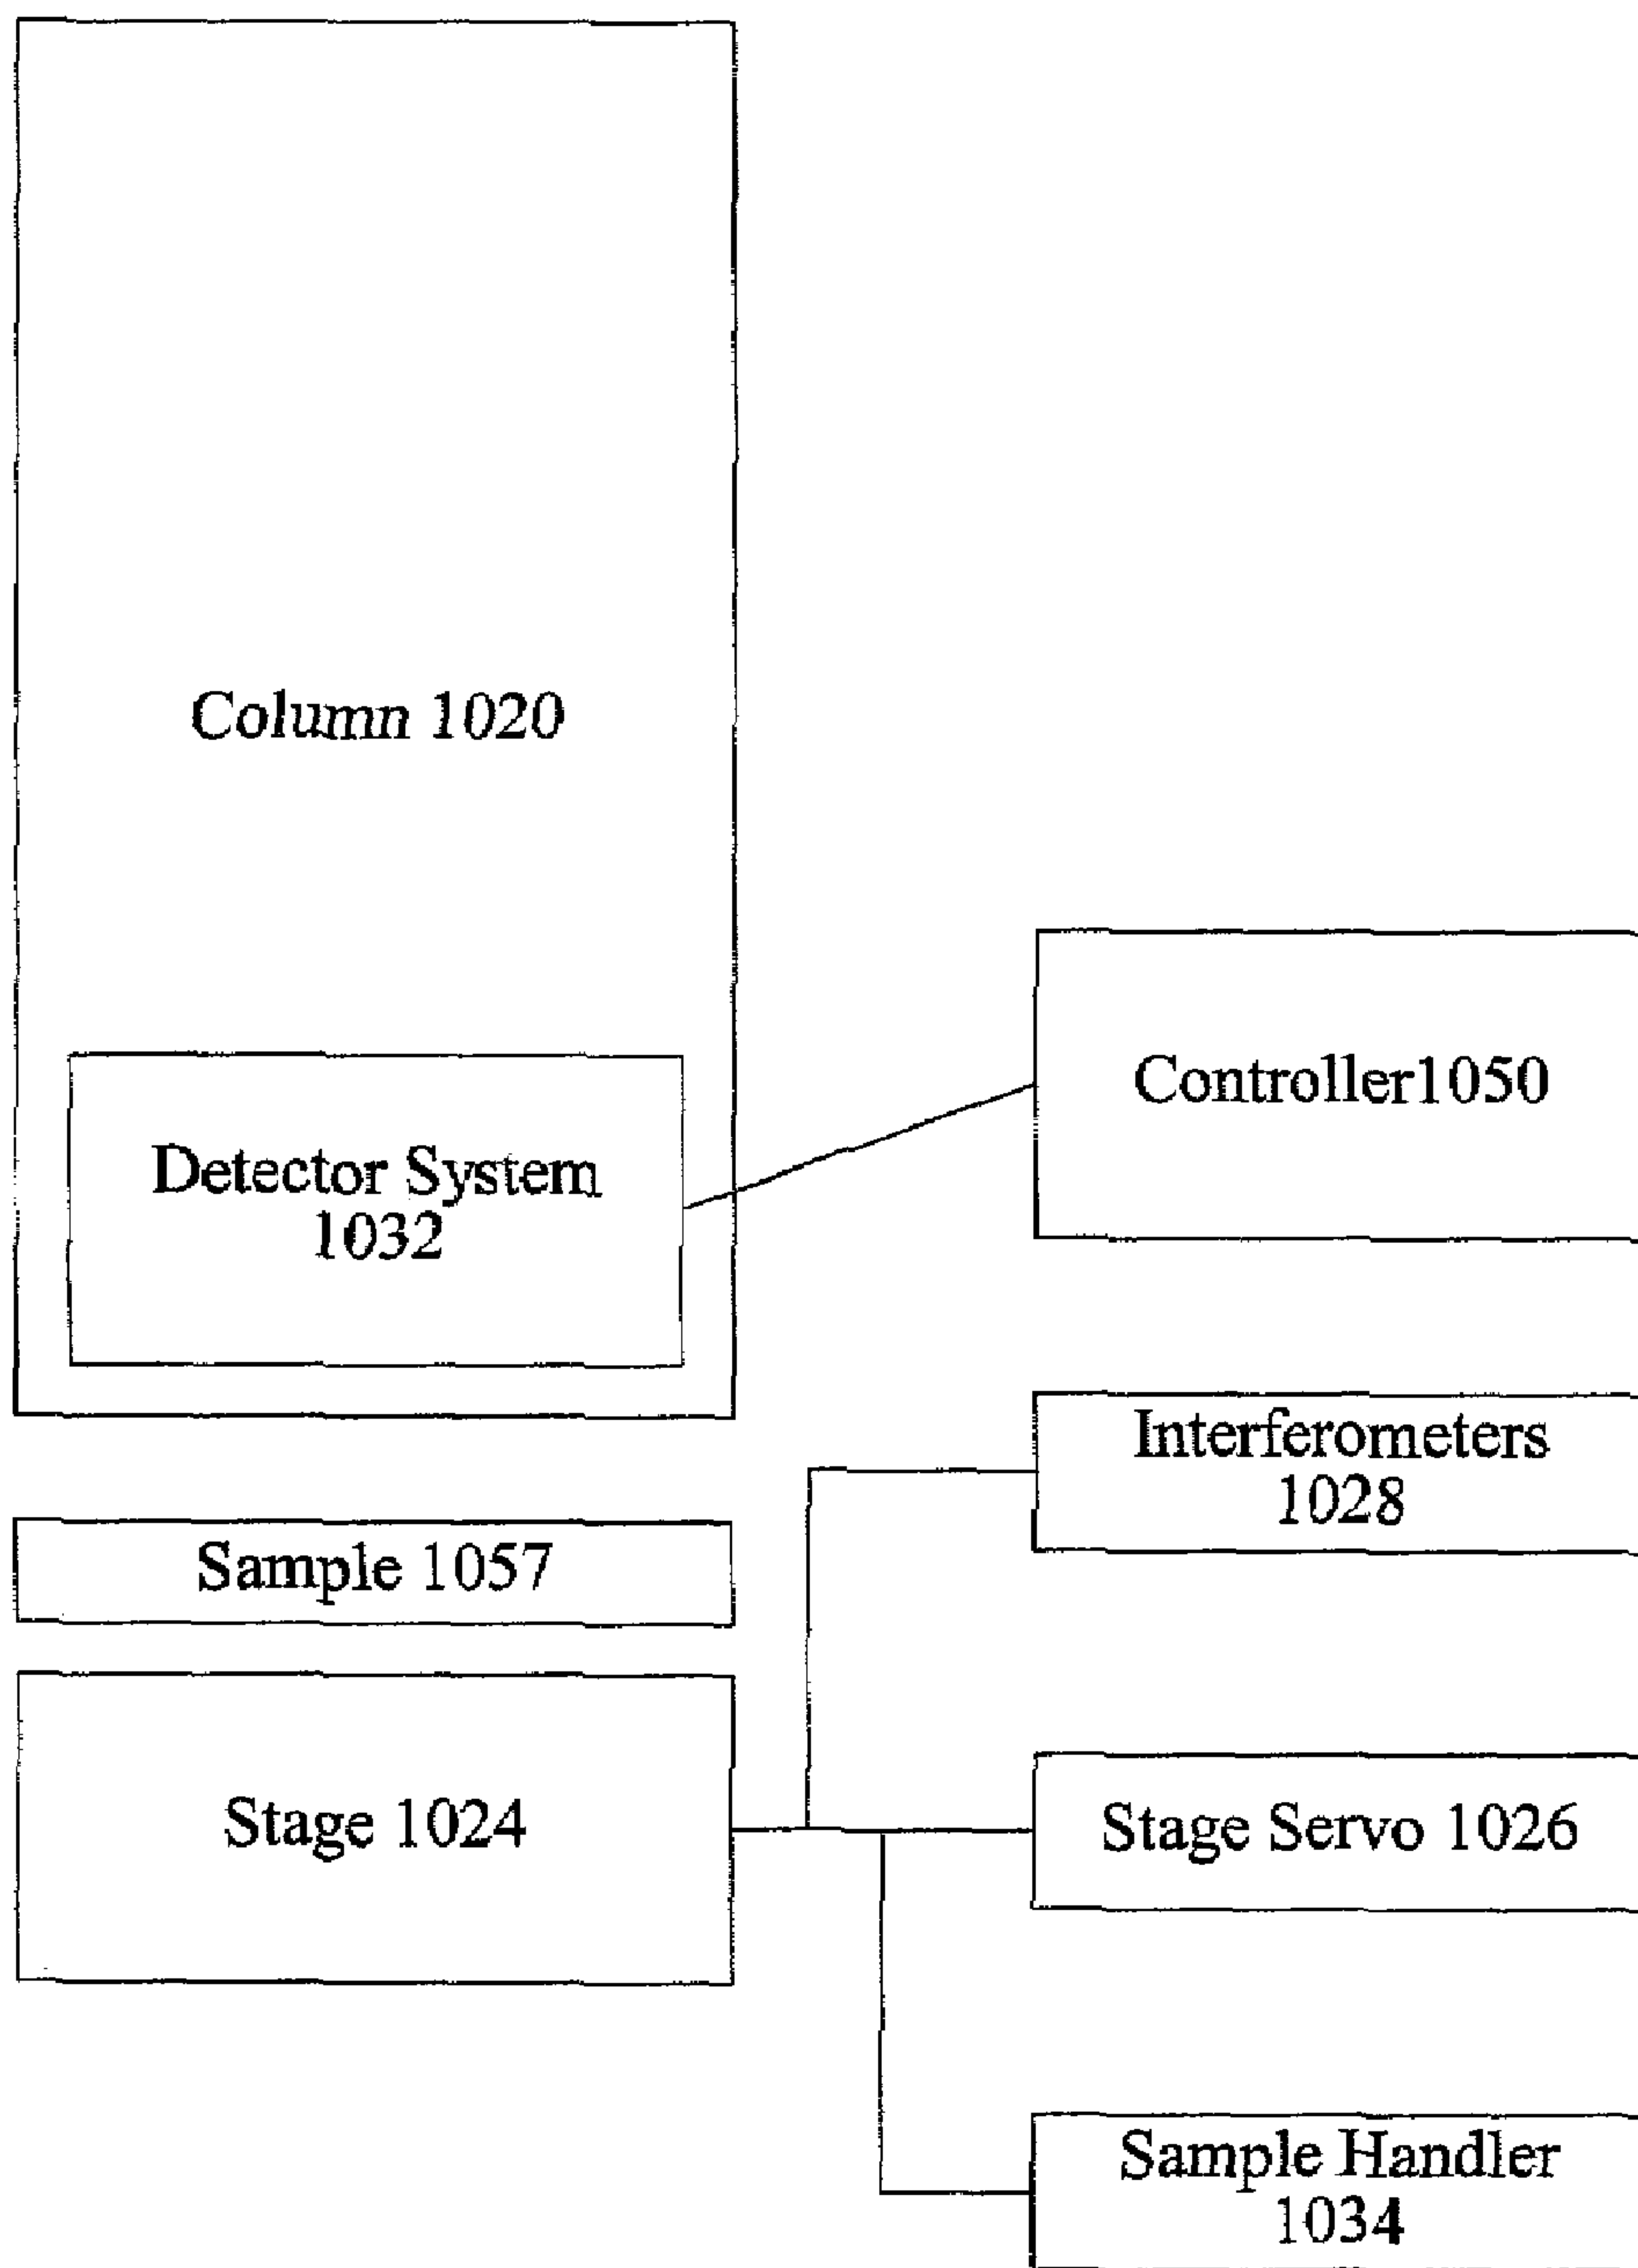 Column 1020
Controller1050
Detector System
1032
Interferometers
1028
Sample 1057
Stage 1024
Stage Servo 1026
Sample Handler
1034